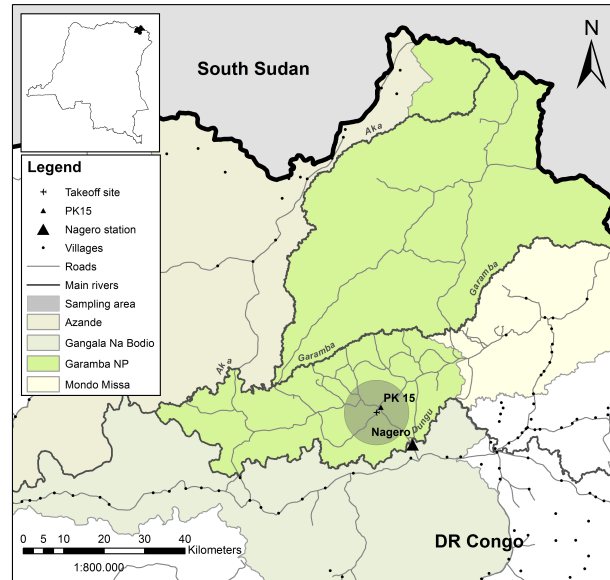 South Sudan
N
Aka
Legend
Takeoff site
PK15
Nagero station
Villages
Roads
Main rivers
Sampling area
Azande
Gangala Na Bodio
Garamba NP
Mondo Missa
Garamba
Garamba
Aka
PK 15
Dungu
Nagero
DR Congo
0 5 10 20 30 40
Kilometers
1:800.000